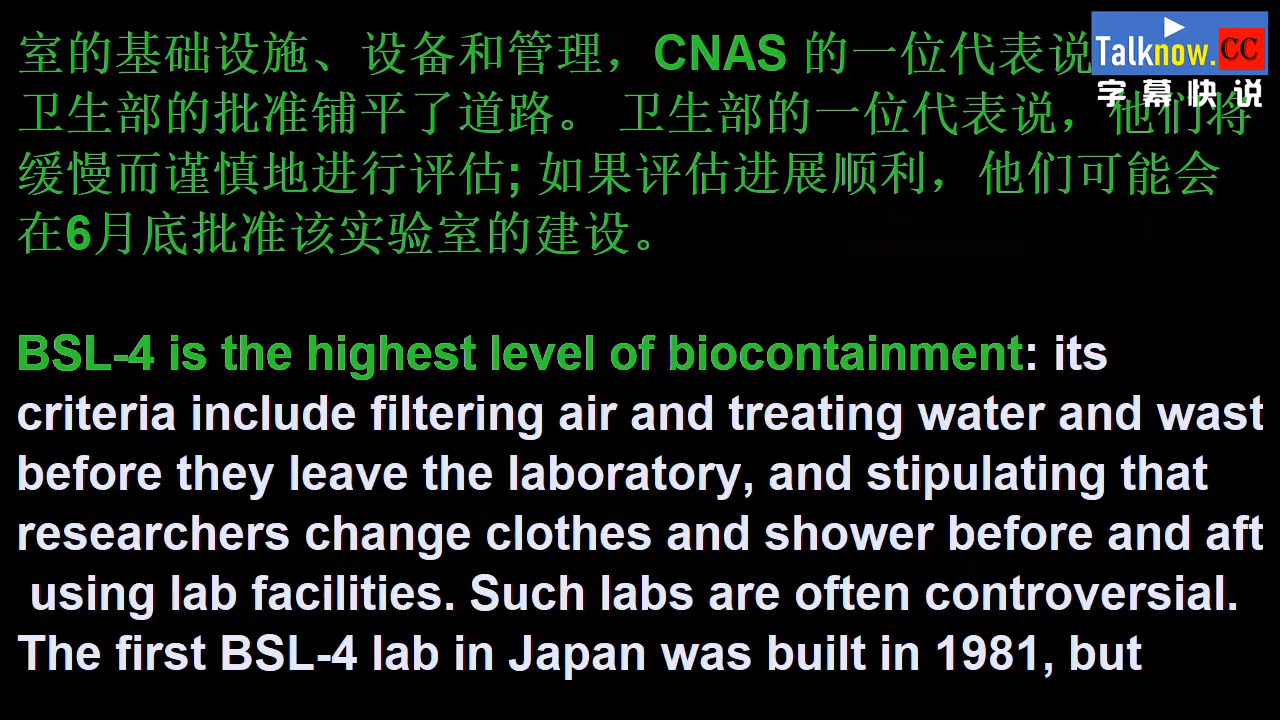 室的基础设施、设备和管理，CNAS 的一位代表说
Talknow.CC
字幕快说
卫生部的批准铺平了道路。 卫生部的一位代表说，他们将
缓慢而谨慎地进行评估; 如果评估进展顺利，他们可能会
在6月底批准该实验室的建设。
BSL-4 is the highest level of biocontainment: its
criteria include filtering air and treating water and wast
before they leave the laboratory, and stipulating that
researchers change clothes and shower before and aft
using lab facilities. Such labs are often controversial.
The first BSL-4 lab in Japan was built in 1981, but